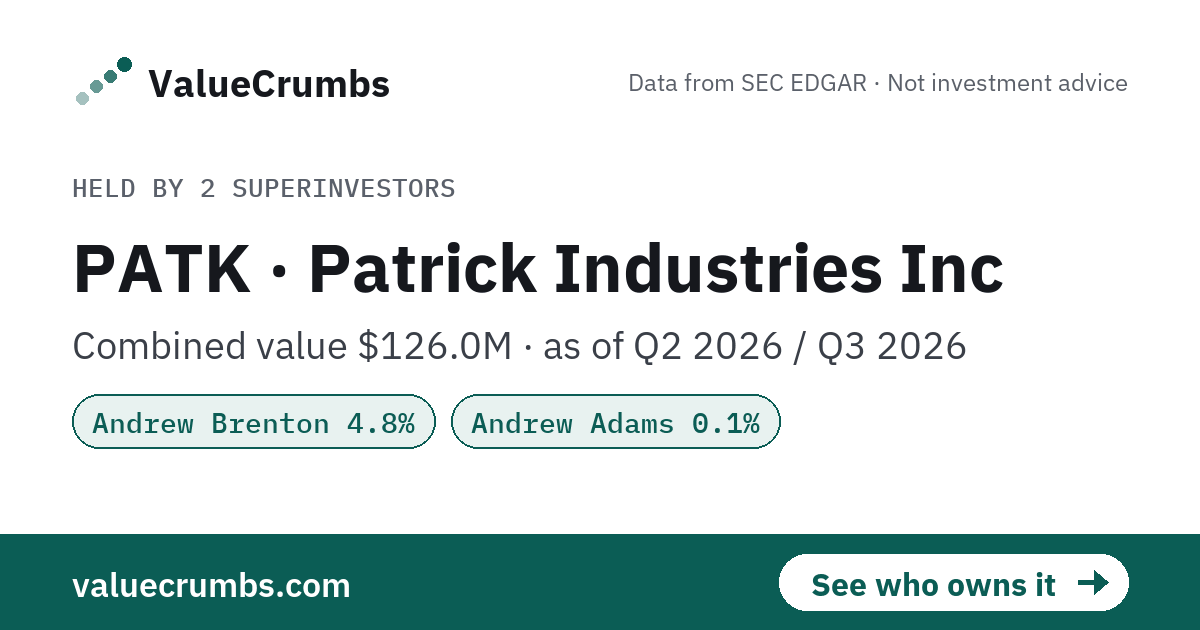 ValueCrumbs
Data from SEC EDGAR · Not investment advice
HELD BY 2 SUPERINVESTORS
PATK · Patrick Industries Inc
Combined value $126.0M · as of Q2 2026 / Q3 2026
Andrew Brenton 4.8% Andrew Adams 0.1%
valuecrumbs.com
See who owns it →